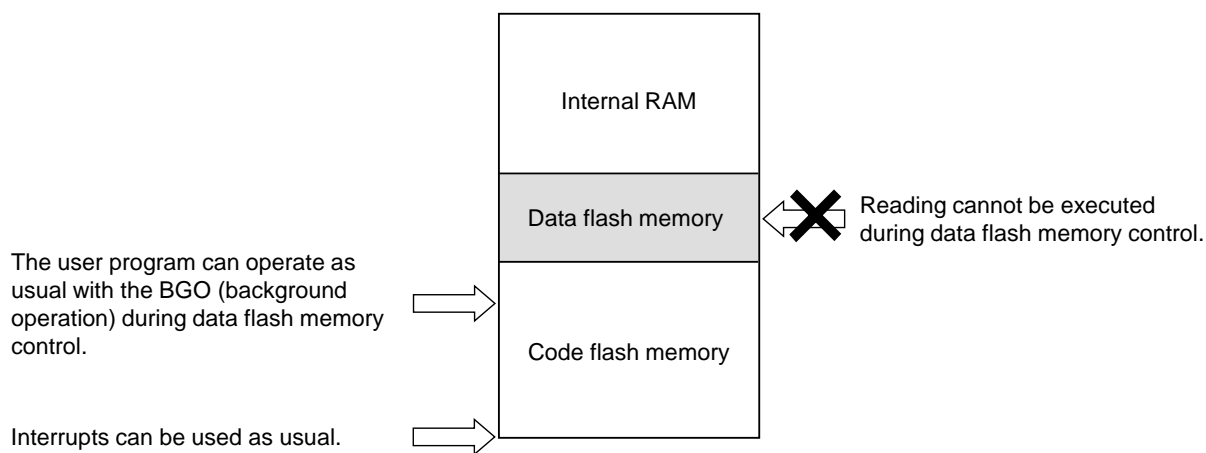 Internal RAM
Data flash memory
Reading cannot be executed
during data flash memory control.
The user program can operate as
usual with the BGO (background
operation) during data flash memory
control.
Code flash memory
Interrupts can be used as usual.